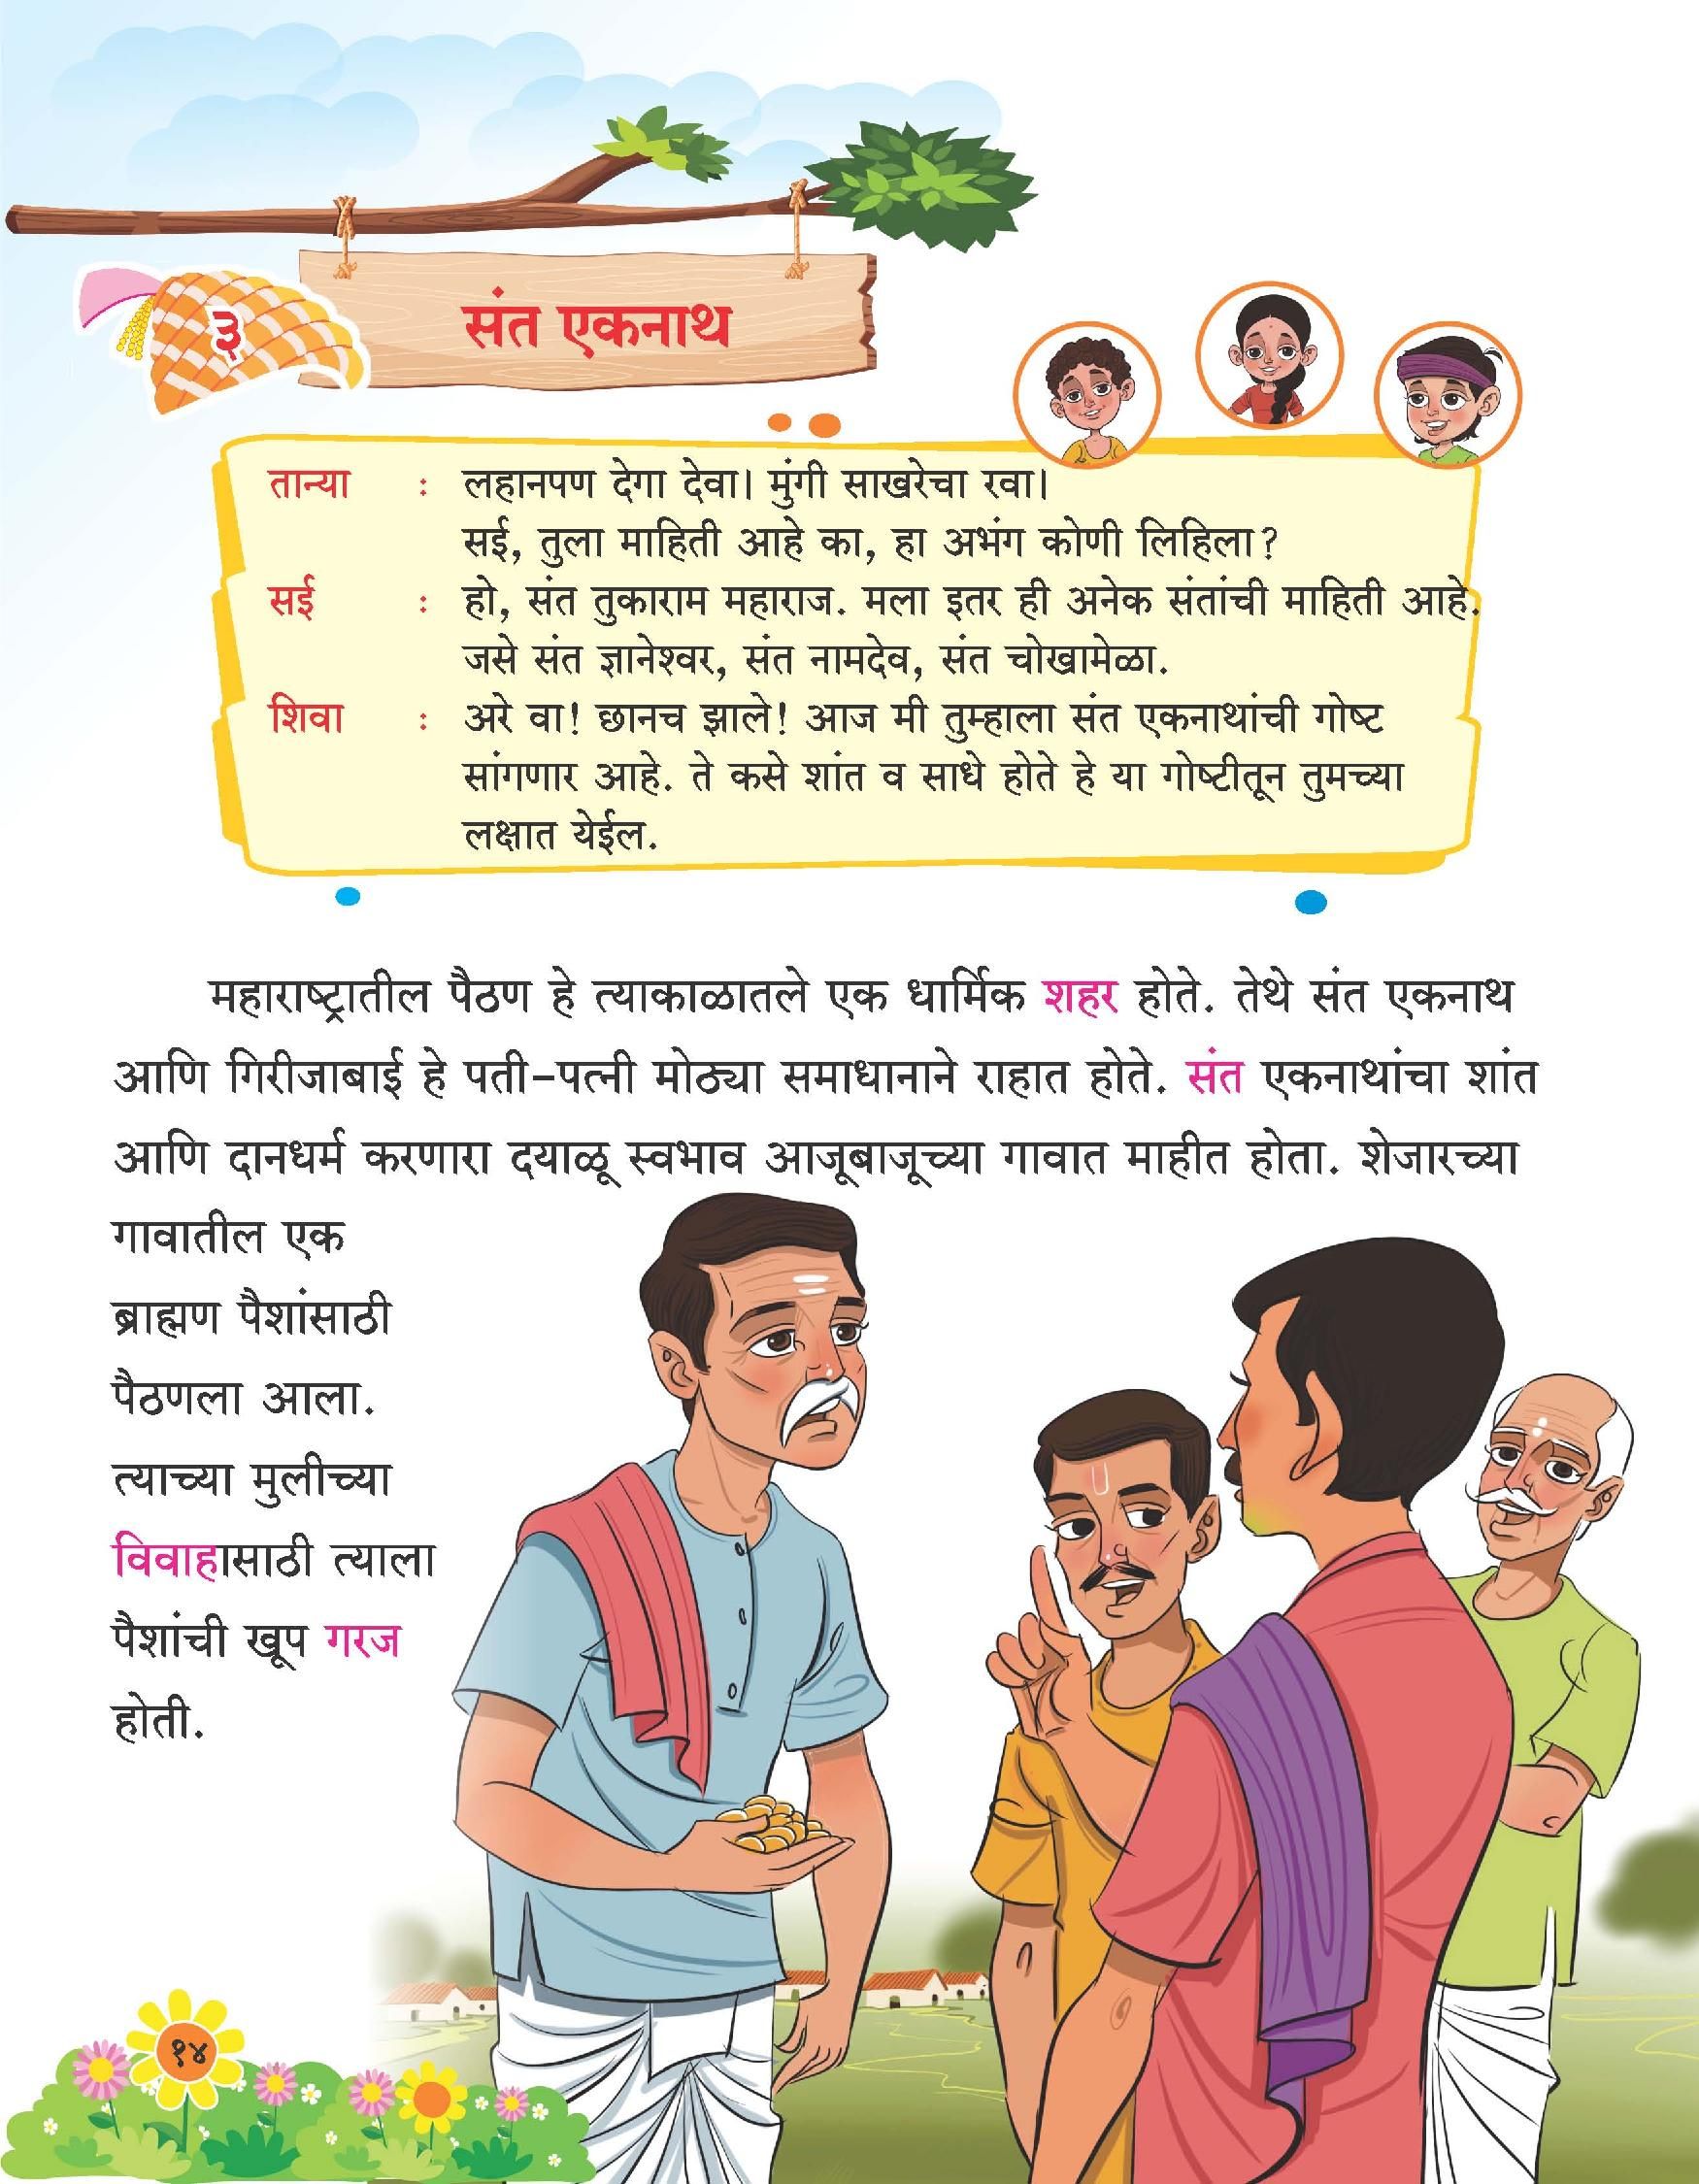 ३
संत एकनाथ
तान्या : लहानपण देगा देवा। मुंगी साखरेचा रवा।
सई, तुला माहिती आहे का, हा अभंग कोणी लिहिला?
सई : हो, संत तुकाराम महाराज. मला इतर ही अनेक संतांची माहिती आहे.
जसे संत ज्ञानेश्वर, संत नामदेव, संत चोखामेळा.
शिवा : अरे वा! छानच झाले! आज मी तुम्हाला संत एकनाथांची गोष्ट
सांगणार आहे. ते कसे शांत व साधे होते हे या गोष्टीतून तुमच्या
लक्षात येईल.
महाराष्ट्रातील पैठण हे त्याकाळातले एक धार्मिक शहर होते. तेथे संत एकनाथ
आणि गिरीजाबाई हे पती-पत्नी मोठ्या समाधानाने राहात होते. संत एकनाथांचा शांत
आणि दानधर्म करणारा दयाळू स्वभाव आजूबाजूच्या गावात माहीत होता. शेजारच्या
गावातील एक
ब्राह्मण पैशांसाठी
पैठणला आला.
त्याच्या मुलीच्या
विवाहासाठी त्याला
पैशांची खूप गरज
होती.
१४